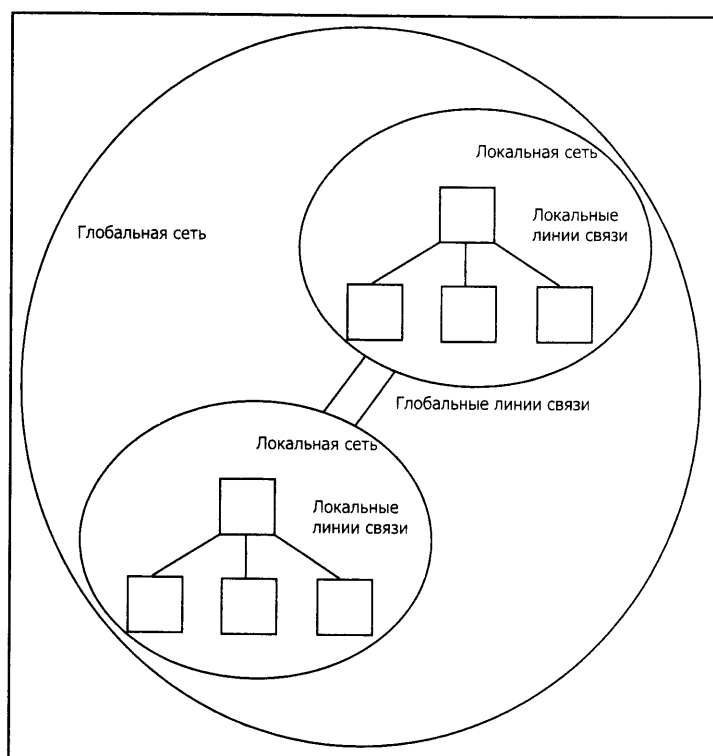 Локальная сеть
Локальные
линии связи
Глобальная сеть
Глобальные линии связи
Локальная сеть
Локальные
линии связи